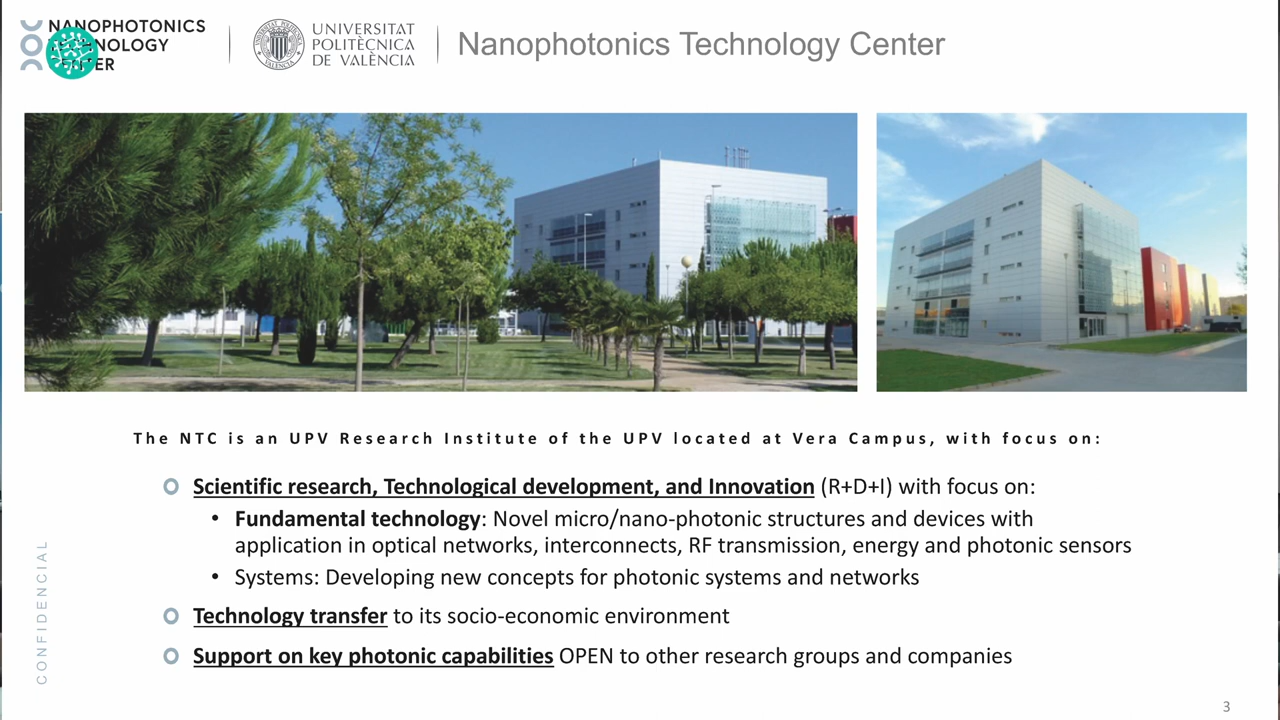 NANOPHOTONICS
TECHNOLOGY
CENTER
UNIVERSITAT
POLITÈCNICA
DE VALÈNCIA
Nanophotonics Technology Center
The NTC is an UPV Research Institute of the UPV located at Vera Campus, with focus on:
Scientific research, Technological development, and Innovation (R+D+I) with focus on:
• Fundamental technology: Novel micro/nano-photonic structures and devices with
application in optical networks, interconnects, RF transmission, energy and photonic sensors
• Systems: Developing new concepts for photonic systems and networks
Technology transfer to its socio-economic environment
Support on key photonic capabilities OPEN to other research groups and companies
CONFIDENCIAL
3